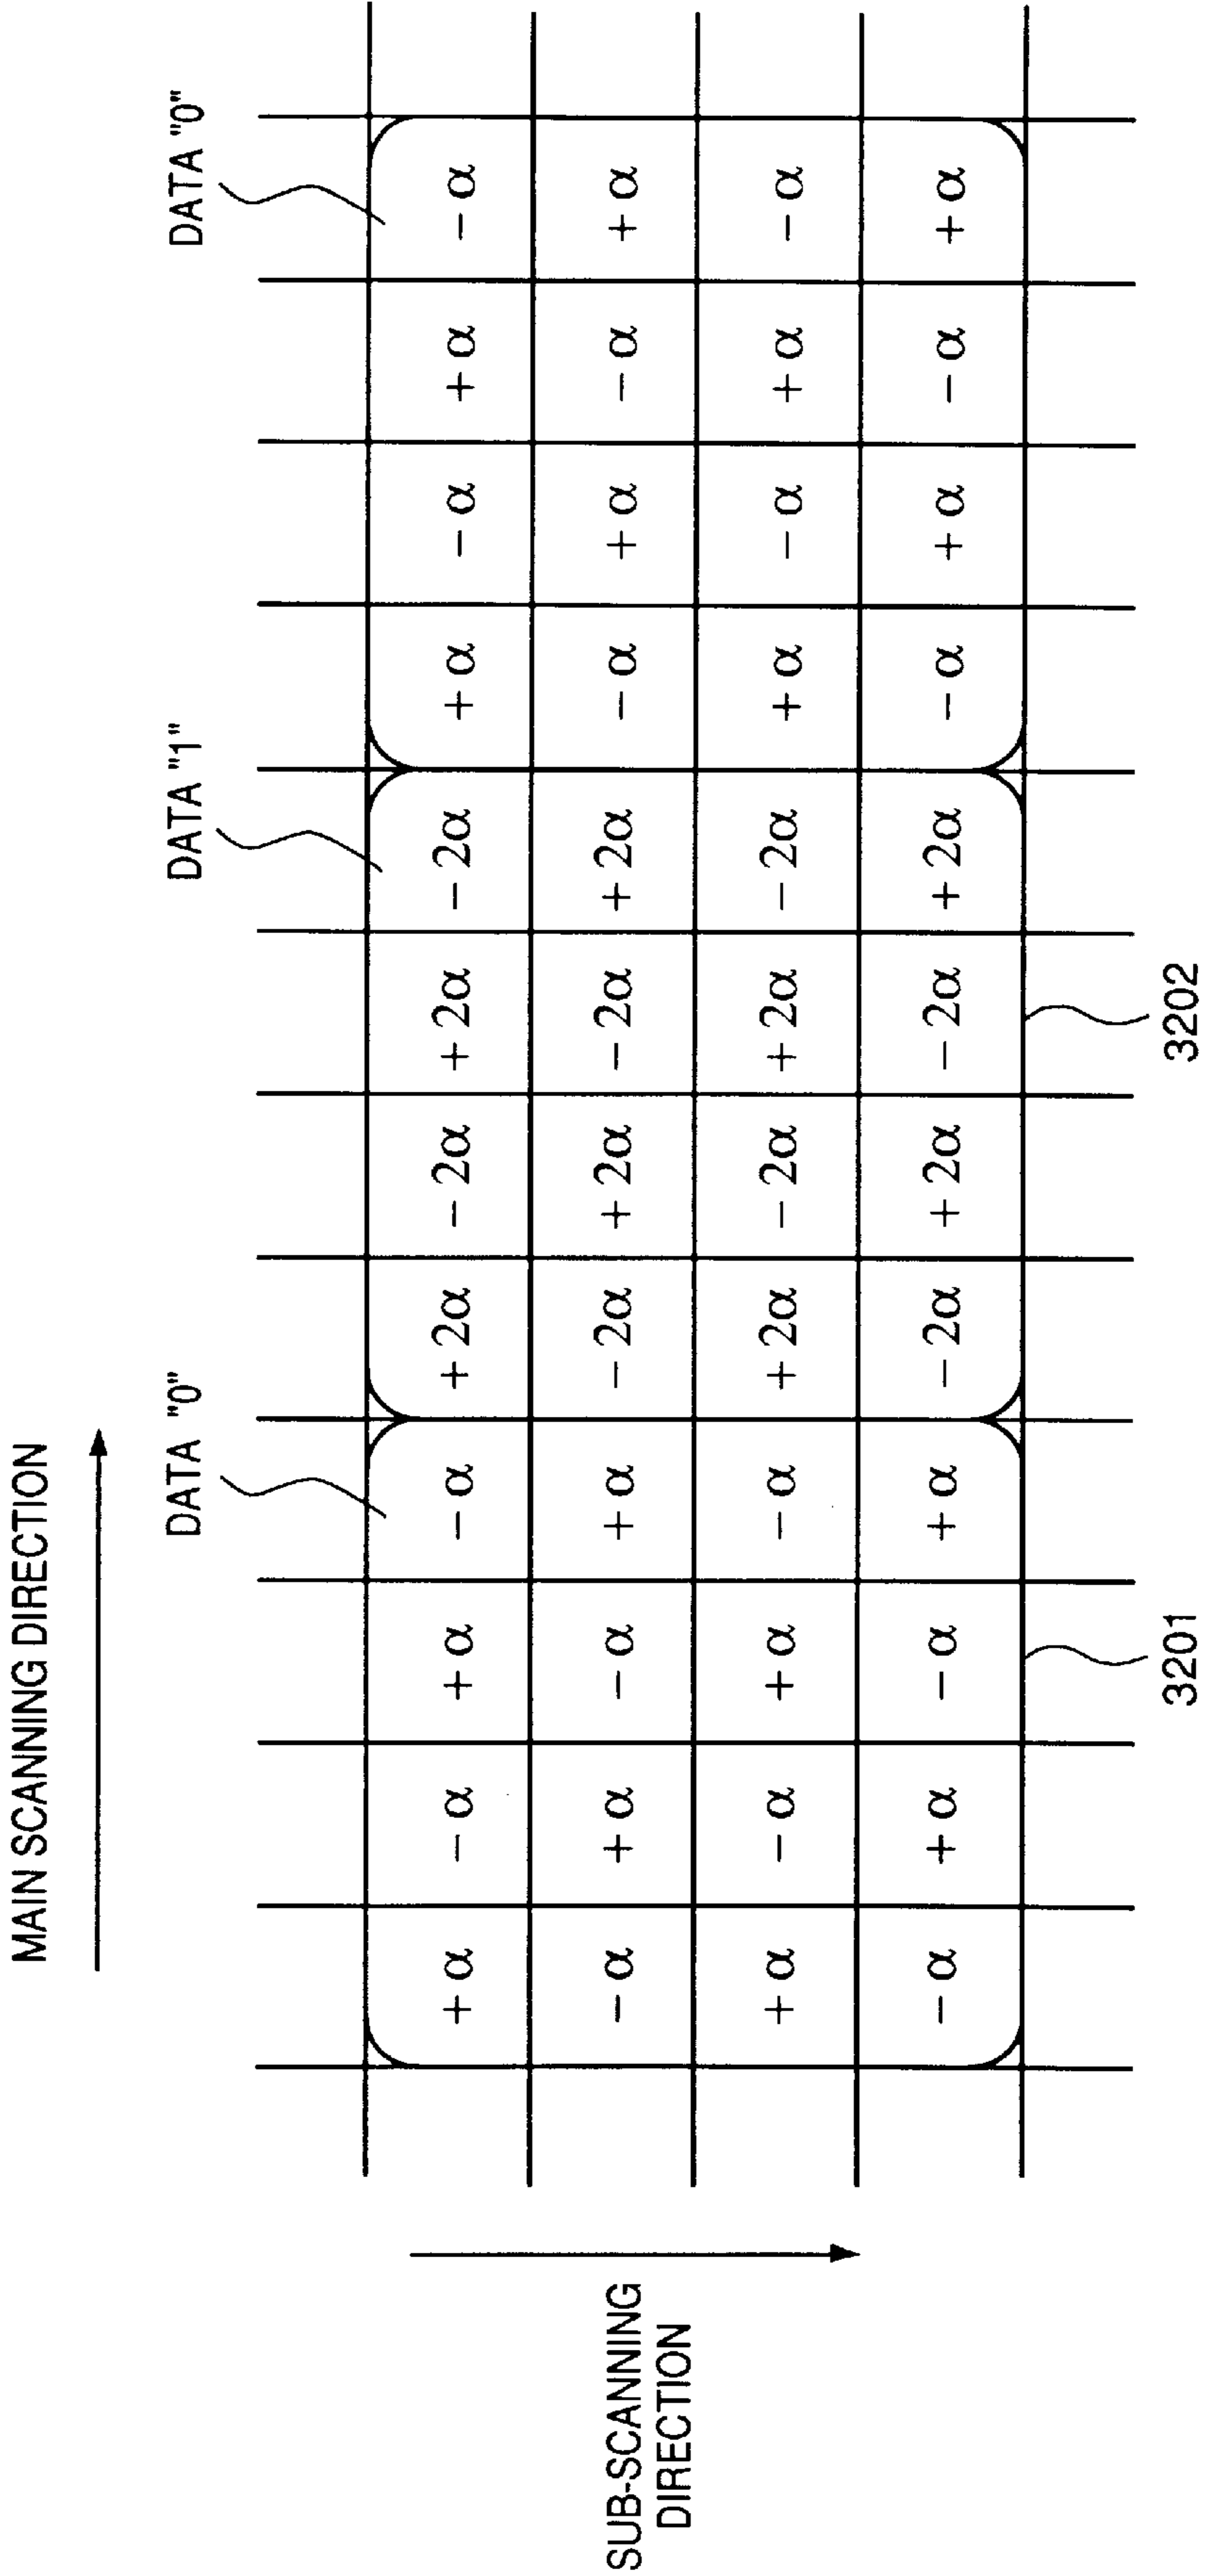 MAIN SCANNING DIRECTION
DATA "0"
DATA "1"
DATA "0"
+α −α +α −α +2α −2α +2α −2α +α −α +α −α
−α +α −α +α −2α +2α −2α +2α −α +α −α +α
+α −α +α −α +2α −2α +2α −2α +α −α +α −α
−α +α −α +α −2α +2α −2α +2α −α +α −α +α
SUB-SCANNING
DIRECTION
3201
3202